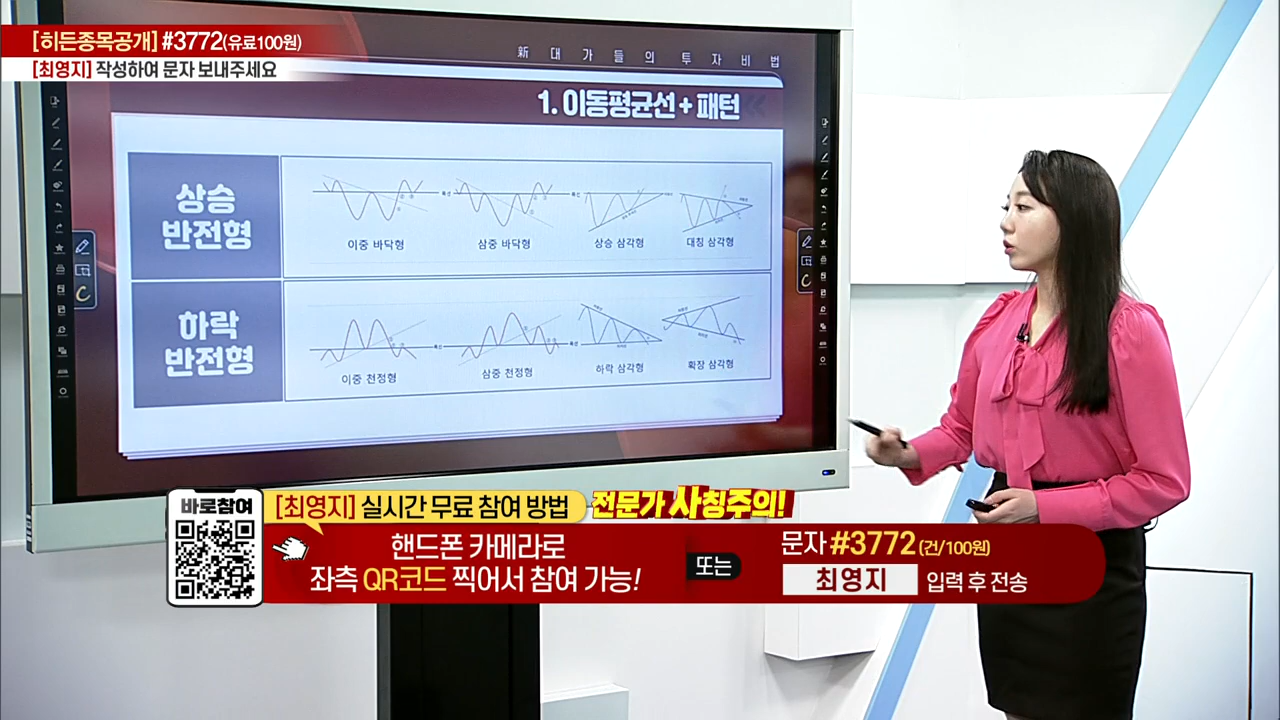 [히든종목공개] #3772(유료100원)
[최영지] 작성하여 문자 보내주세요
新 대 가 들 의 투 자 비 법
1. 이동평균선 + 패턴
상승
반전형
이중 바닥형
삼중 바닥형
상승 삼각형
대칭 삼각형
하락
반전형
이중 천정형
삼중 천정형
하락 삼각형
확장 삼각형
바로참여
[최영지] 실시간 무료 참여 방법
전문가 사칭주의!
핸드폰 카메라로
좌측 QR코드 찍어서 참여 가능!
또는
문자 #3772 (건/100원)
최영지 입력 후 전송